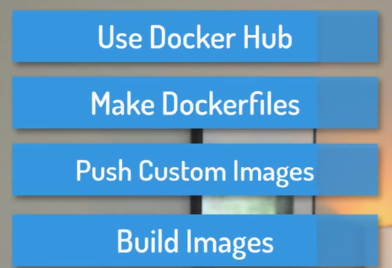 Use Docker Hub
Make Dockerfiles
Push Custom Images
Build Images